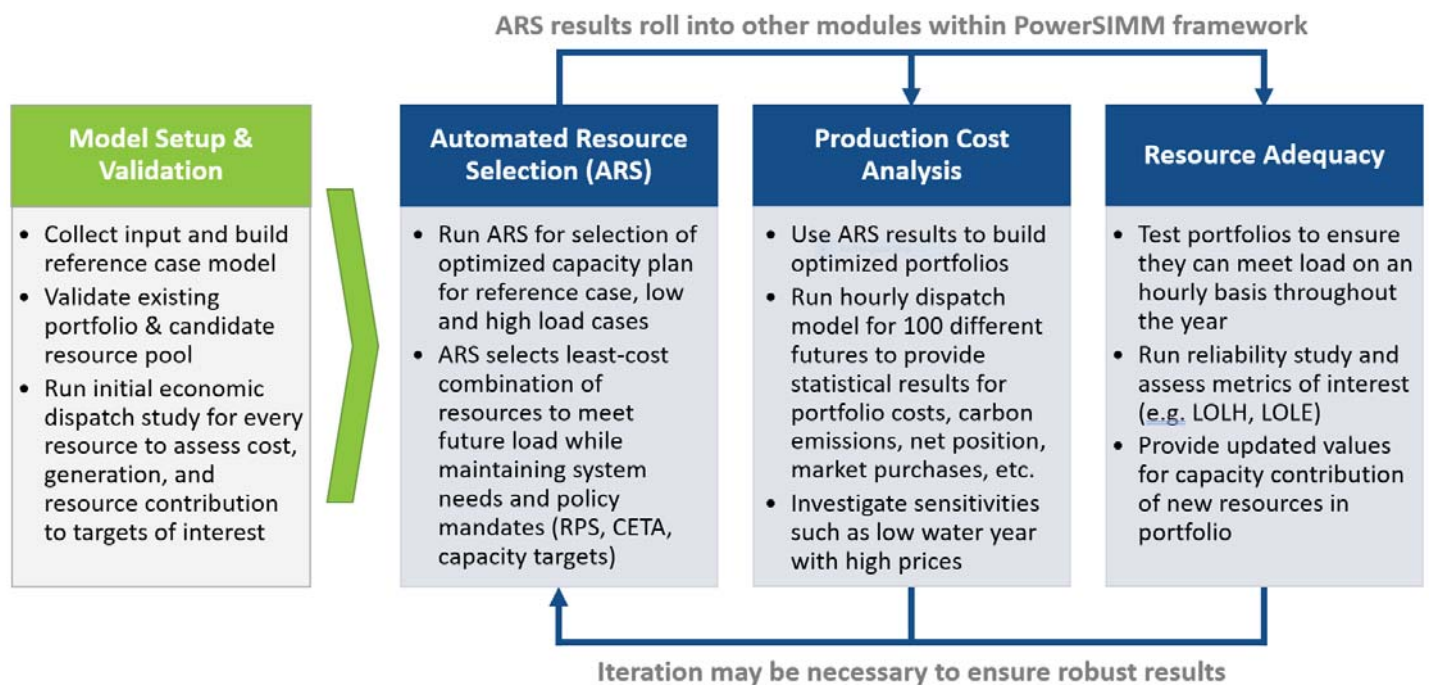 ARS results roll into other modules within PowerSIMM framework
Model Setup &
Validation
• Collect input and build
reference case model
• Validate existing
portfolio & candidate
resource pool
• Run initial economic
dispatch study for every
resource to assess cost,
generation, and
resource contribution
to targets of interest
Automated Resource
Selection (ARS)
• Run ARS for selection of
optimized capacity plan
for reference case, low
and high load cases
• ARS selects least-cost
combination of
resources to meet
future load while
maintaining system
needs and policy
mandates (RPS, CETA,
capacity targets)
Production Cost
Analysis
• Use ARS results to build
optimized portfolios
• Run hourly dispatch
model for 100 different
futures to provide
statistical results for
portfolio costs, carbon
emissions, net position,
market purchases, etc.
• Investigate sensitivities
such as low water year
with high prices
Resource Adequacy
• Test portfolios to ensure
they can meet load on an
hourly basis throughout
the year
• Run reliability study and
assess metrics of interest
(e.g. LOLH, LOLE)
• Provide updated values
for capacity contribution
of new resources in
portfolio
Iteration may be necessary to ensure robust results